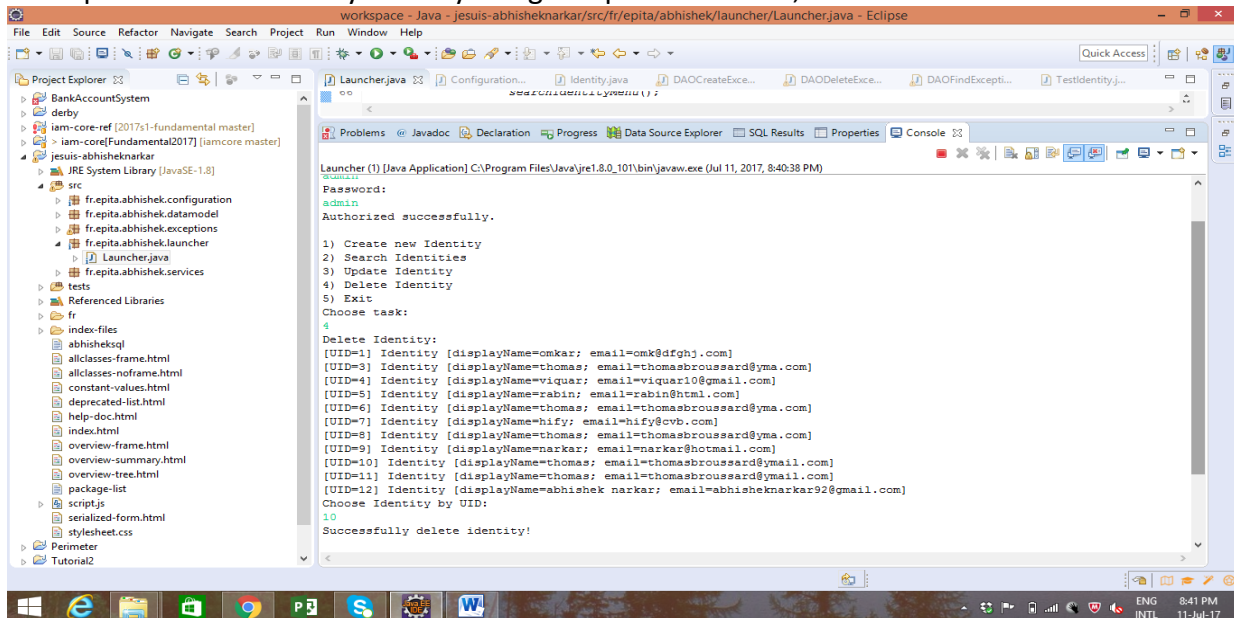 workspace - Java - jesuis-abhisheknarkar/src/fr/epita/abhishek/launcher/Launcher.java - Eclipse
File Edit Source Refactor Navigate Search Project Run Window Help
Quick Access
Project Explorer
BankAccountSystem
derby
iam-core-ref [2017s1-fundamental master]
> iam-core[Fundamental2017] [iamcore master]
jesuis-abhisheknarkar
JRE System Library [JavaSE-1.8]
src
fr.epita.abhishek.configuration
fr.epita.abhishek.datamodel
fr.epita.abhishek.exceptions
fr.epita.abhishek.launcher
Launcher.java
fr.epita.abhishek.services
tests
Referenced Libraries
fr
index-files
abhisheksql
allclasses-frame.html
allclasses-noframe.html
constant-values.html
deprecated-list.html
help-doc.html
index.html
overview-frame.html
overview-summary.html
overview-tree.html
package-list
script.js
serialized-form.html
stylesheet.css
Perimeter
Tutorial2
Launcher.java Configuration... Identity.java DAOCreateExce... DAODeleteExce... DAOFindExcepti... TestIdentity.j...
searchIdentityMenu();
Problems Javadoc Declaration Progress Data Source Explorer SQL Results Properties Console
Launcher (1) [Java Application] C:\Program Files\Java\jre1.8.0_101\bin\javaw.exe (Jul 11, 2017, 8:40:38 PM)
admin
Password:
admin
Authorized successfully.
1) Create new Identity
2) Search Identities
3) Update Identity
4) Delete Identity
5) Exit
Choose task:
4
Delete Identity:
[UID=1] Identity [displayName=omkar; email=omk@dfghj.com]
[UID=3] Identity [displayName=thomas; email=thomasbroussard@yma.com]
[UID=4] Identity [displayName=viquar; email=viquar10@gmail.com]
[UID=5] Identity [displayName=rabin; email=rabin@html.com]
[UID=6] Identity [displayName=thomas; email=thomasbroussard@yma.com]
[UID=7] Identity [displayName=hify; email=hify@cvb.com]
[UID=8] Identity [displayName=thomas; email=thomasbroussard@yma.com]
[UID=9] Identity [displayName=narkar; email=narkar@hotmail.com]
[UID=10] Identity [displayName=thomas; email=thomasbroussard@ymail.com]
[UID=11] Identity [displayName=thomas; email=thomasbroussard@ymail.com]
[UID=12] Identity [displayName=abhishek narkar; email=abhisheknarkar92@gmail.com]
Choose Identity by UID:
10
Successfully delete identity!
ENG
INTL
8:41 PM
11-Jul-17